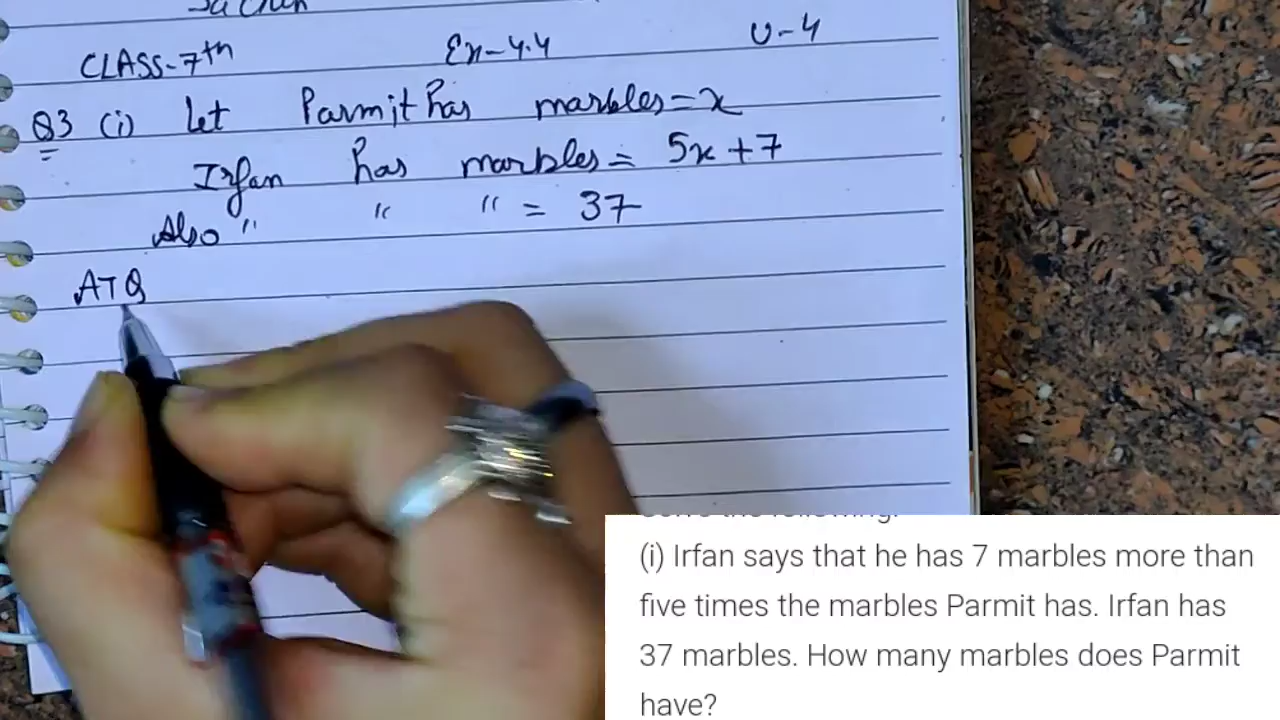 CLASS-7th Ex-4.4 U-4
Q3 (i) Let Parmit has marbles = x
Irfan has marbles = 5x + 7
Also " " " = 37
ATQ
(i) Irfan says that he has 7 marbles more than
five times the marbles Parmit has. Irfan has
37 marbles. How many marbles does Parmit
have?